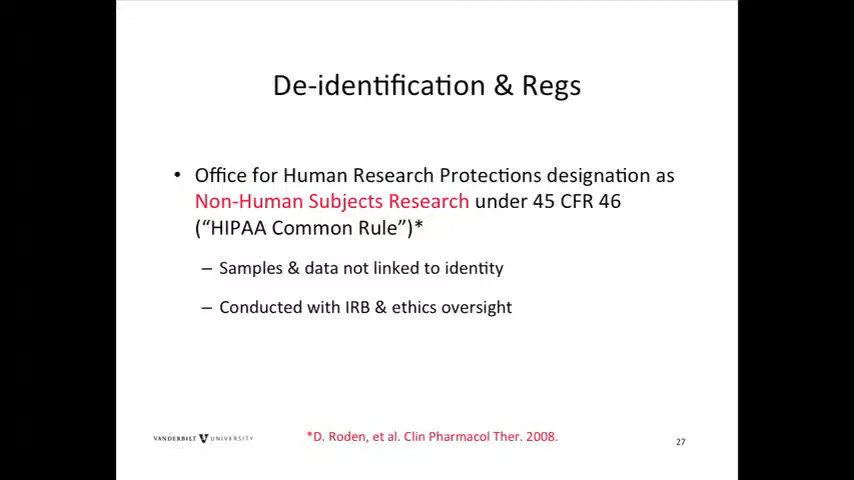 De-identification & Regs
• Office for Human Research Protections designation as
Non-Human Subjects Research under 45 CFR 46
(“HIPAA Common Rule”)*
– Samples & data not linked to identity
– Conducted with IRB & ethics oversight
VANDERBILT UNIVERSITY
*D. Roden, et al. Clin Pharmacol Ther. 2008.
27